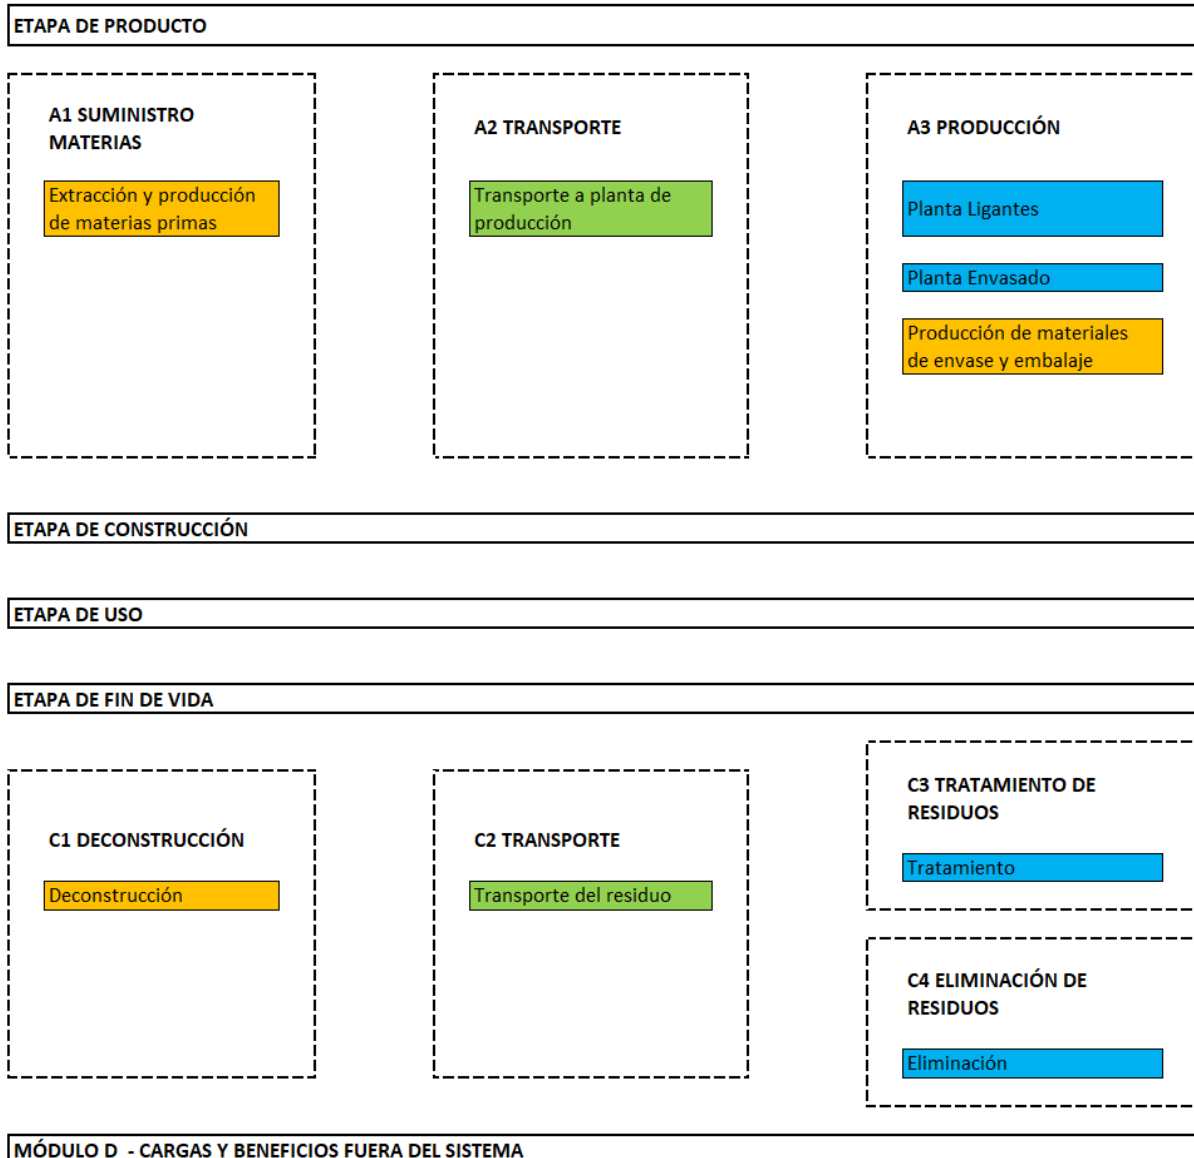 ETAPA DE PRODUCTO
A1 SUMINISTRO
MATERIAS
Extracción y producción
de materias primas
A2 TRANSPORTE
Transporte a planta de
producción
A3 PRODUCCIÓN
Planta Ligantes
Planta Envasado
Producción de materiales
de envase y embalaje
ETAPA DE CONSTRUCCIÓN
ETAPA DE USO
ETAPA DE FIN DE VIDA
C1 DECONSTRUCCIÓN
Deconstrucción
C2 TRANSPORTE
Transporte del residuo
C3 TRATAMIENTO DE
RESIDUOS
Tratamiento
C4 ELIMINACIÓN DE
RESIDUOS
Eliminación
MÓDULO D - CARGAS Y BENEFICIOS FUERA DEL SISTEMA